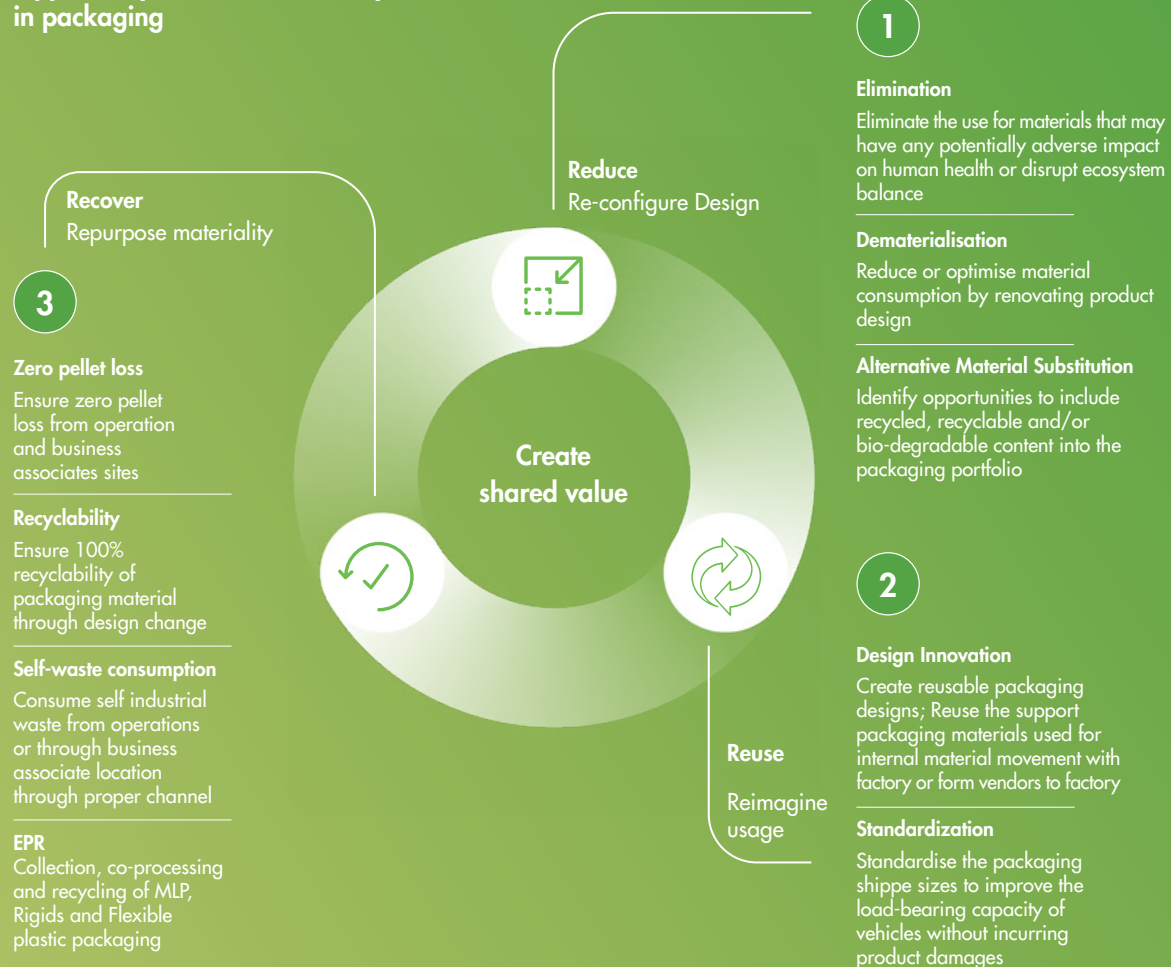 in packaging
1
Elimination
Eliminate the use for materials that may
have any potentially adverse impact
on human health or disrupt ecosystem
balance
Dematerialisation
Reduce or optimise material
consumption by renovating product
design
Alternative Material Substitution
Identify opportunities to include
recycled, recyclable and/or
bio-degradable content into the
packaging portfolio
Reduce
Re-configure Design
Recover
Repurpose materiality
3
Zero pellet loss
Ensure zero pellet
loss from operation
and business
associates sites
Recyclability
Ensure 100%
recyclability of
packaging material
through design change
Self-waste consumption
Consume self industrial
waste from operations
or through business
associate location
through proper channel
EPR
Collection, co-processing
and recycling of MLP,
Rigids and Flexible
plastic packaging
Create
shared value
2
Design Innovation
Create reusable packaging
designs; Reuse the support
packaging materials used for
internal material movement with
factory or form vendors to factory
Standardization
Standardise the packaging
shippe sizes to improve the
load-bearing capacity of
vehicles without incurring
product damages
Reuse
Reimagine
usage